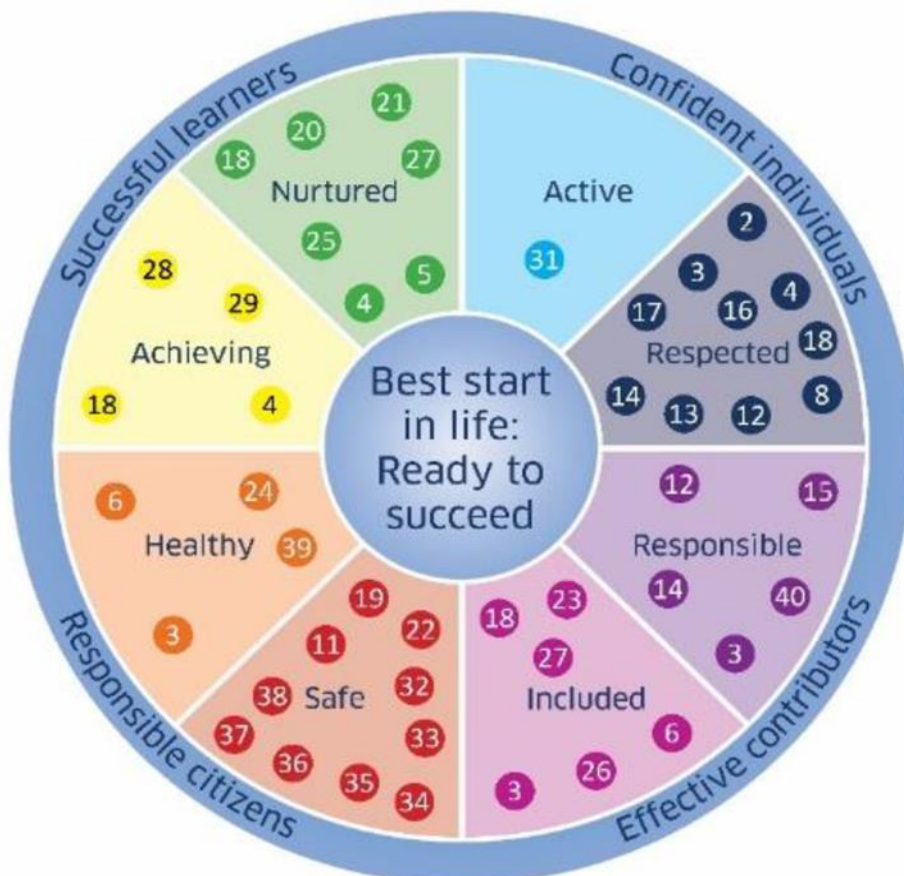 Successful learners
Confident individuals
Effective contributors
Responsible citizens
Best start
in life:
Ready to
succeed
Nurtured
18
20
21
27
25
5
4
Active
31
Respected
2
3
4
17
16
18
14
13
12
8
Responsible
12
15
14
40
3
Included
18
23
27
6
26
3
Safe
19
22
11
32
38
33
37
36
35
34
Healthy
6
24
39
3
Achieving
28
29
18
4